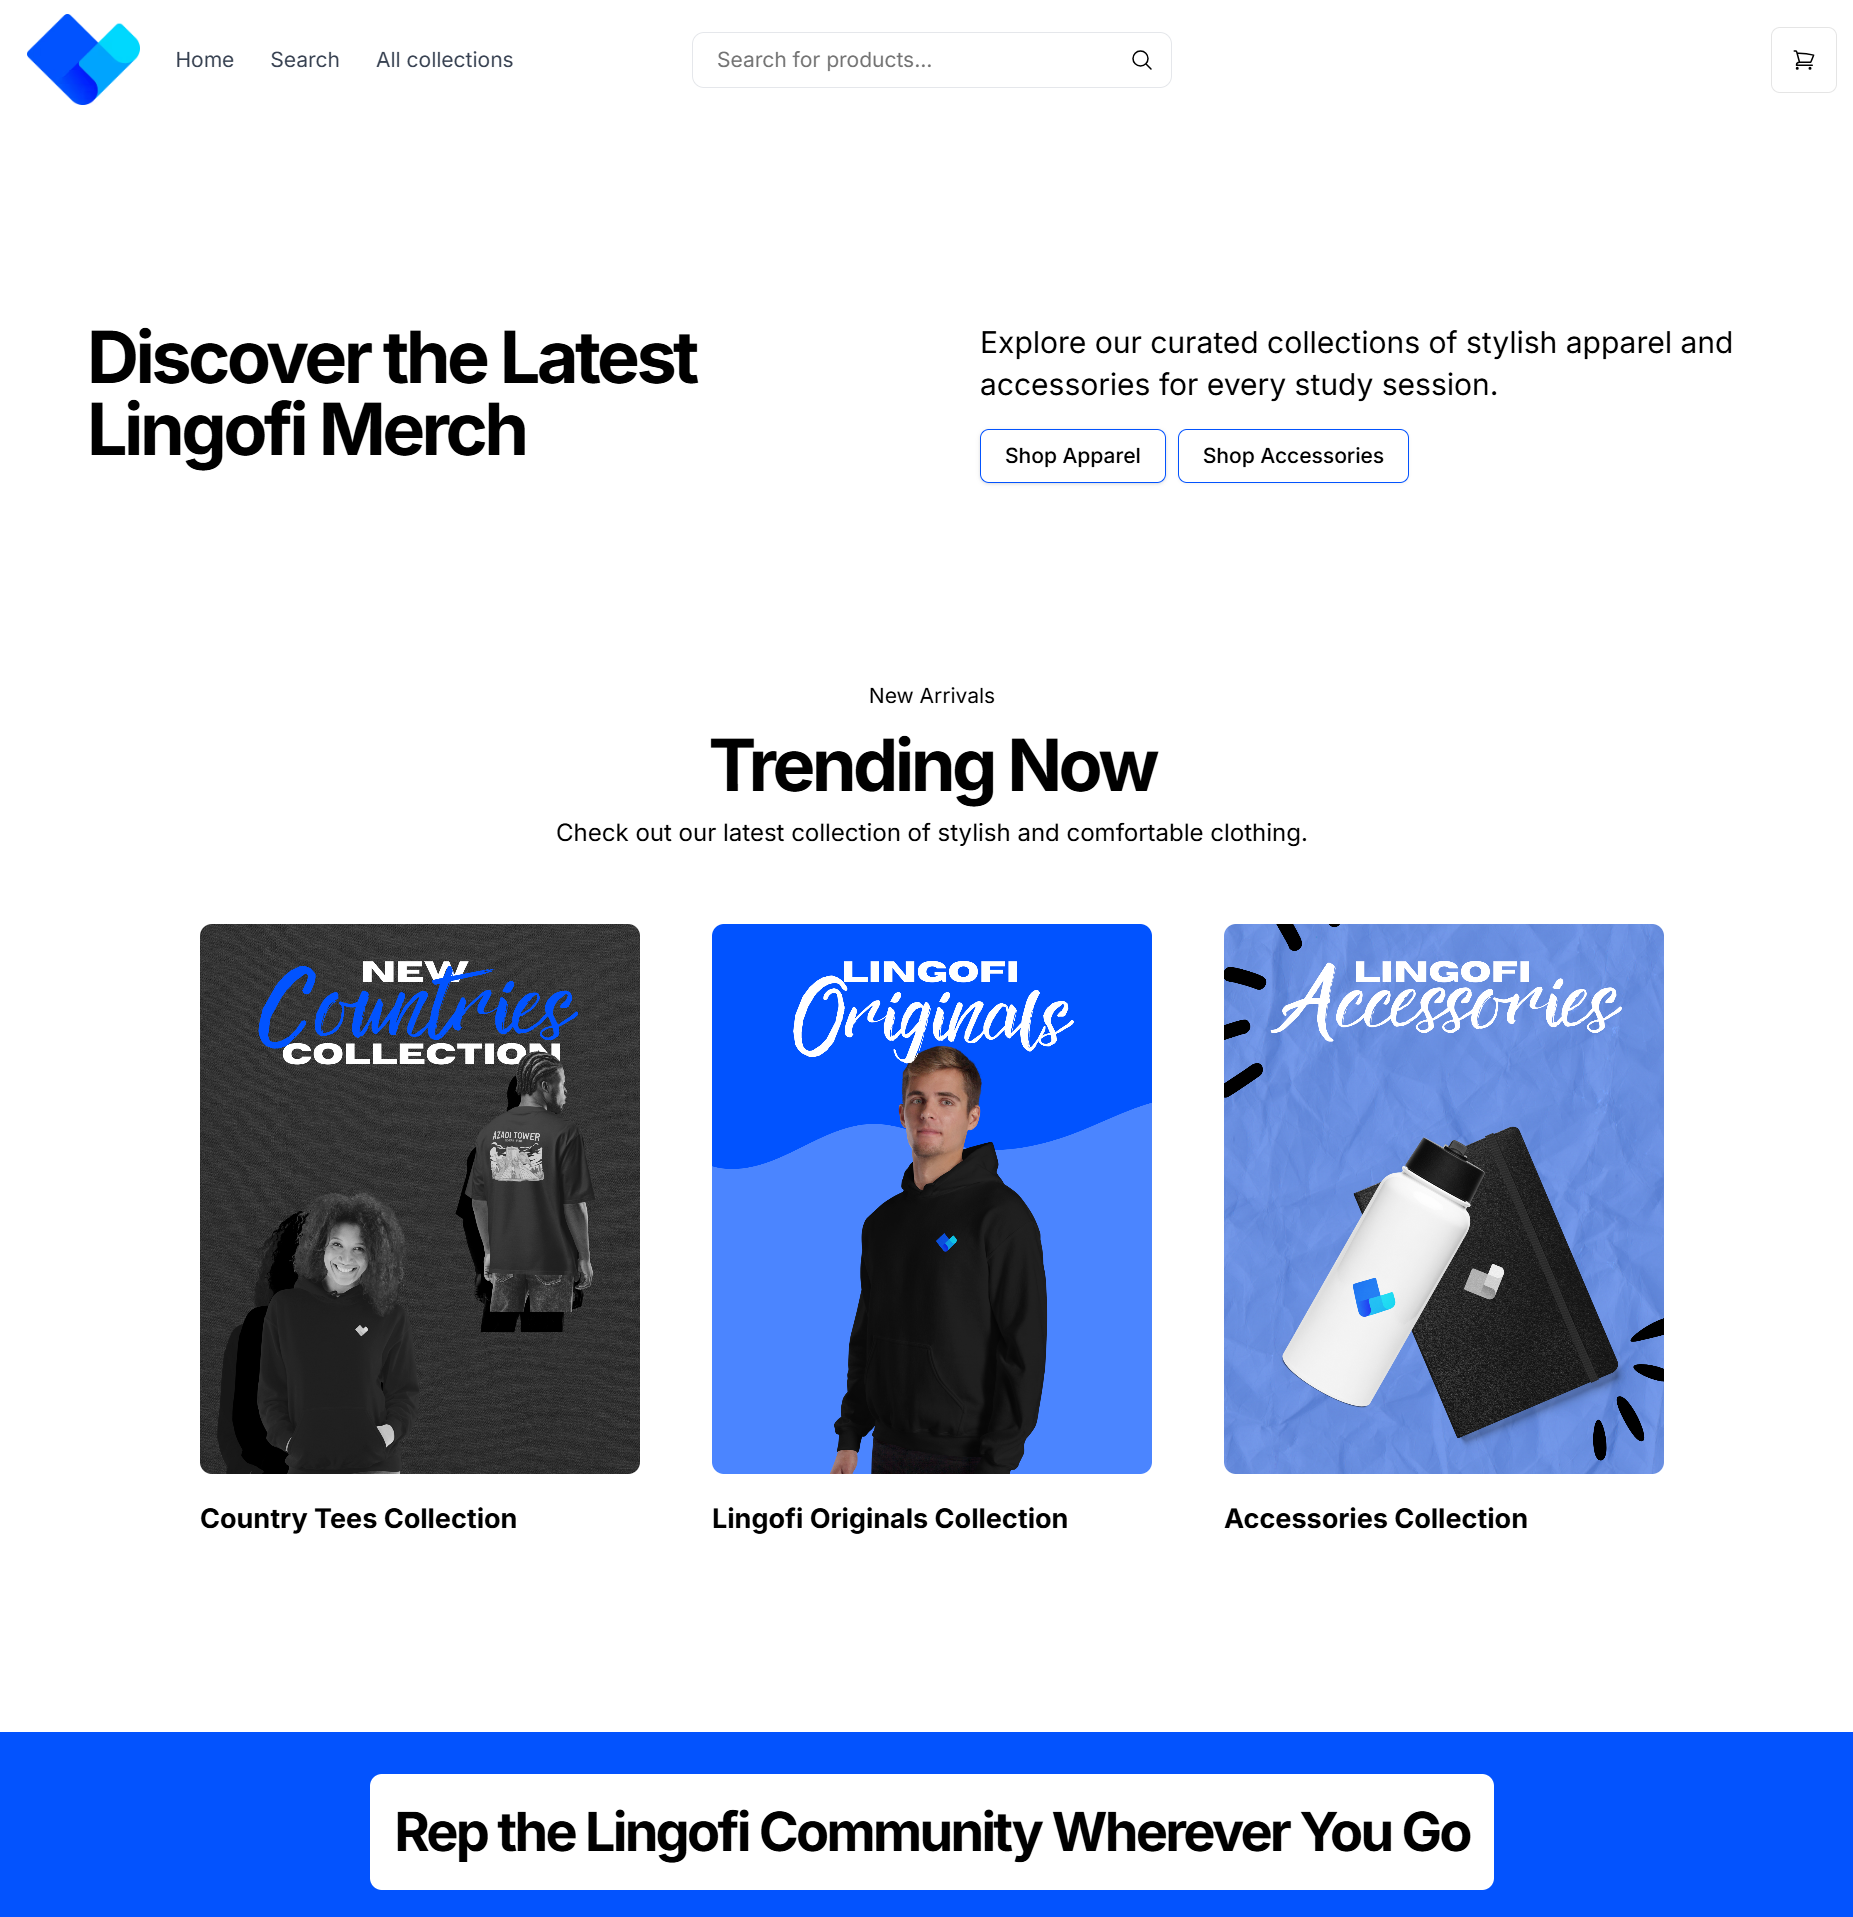 Home
Search
All collections
Search for products...
Discover the Latest
Lingofi Merch
Explore our curated collections of stylish apparel and
accessories for every study session.
Shop Apparel
Shop Accessories
New Arrivals
Trending Now
Check out our latest collection of stylish and comfortable clothing.
NEW
Countries
COLLECTION
AZADI TOWER
LINGOFI
Originals
LINGOFI
Accessories
Country Tees Collection
Lingofi Originals Collection
Accessories Collection
Rep the Lingofi Community Wherever You Go